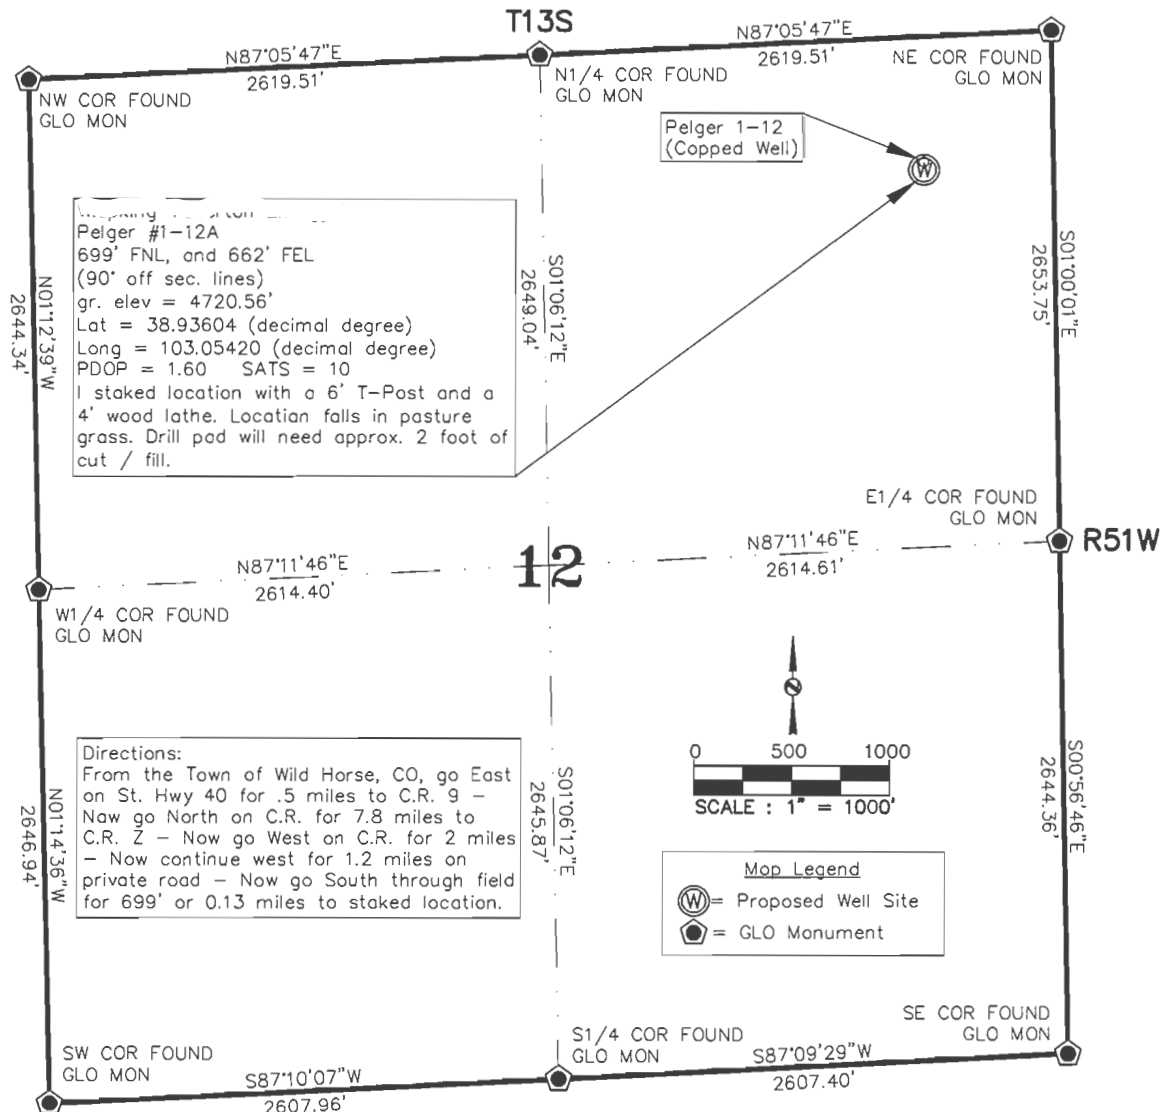 T13S
N87°05'47"E
2619.51'
N87°05'47"E
2619.51'
NW COR FOUND
GLO MON
N1/4 COR FOUND
GLO MON
NE COR FOUND
GLO MON
Pelger 1-12
(Capped Well)
W
Pelger #1-12A
699' FNL, and 662' FEL
(90° off sec. lines)
gr. elev = 4720.56'
Lat = 38.93604 (decimal degree)
Long = 103.05420 (decimal degree)
PDOP = 1.60 SATS = 10
I staked location with a 6' T-Post and a
4' wood lathe. Location falls in pasture
grass. Drill pad will need approx. 2 foot of
cut / fill.
N01°12'39"W
2644.34'
S01°06'12"E
2649.04'
S01°00'01"E
2653.75'
E1/4 COR FOUND
GLO MON
R51W
N87°11'46"E
2614.40'
12
N87°11'46"E
2614.61'
W1/4 COR FOUND
GLO MON
N
0 500 1000
SCALE : 1" = 1000'
Directions:
From the Town of Wild Horse, CO, go East
on St. Hwy 40 for .5 miles to C.R. 9 -
Now go North on C.R. for 7.8 miles to
C.R. Z - Now go West on C.R. for 2 miles
- Now continue west for 1.2 miles on
private road - Now go South through field
for 699' or 0.13 miles to staked location.
N01°14'36"W
2646.94'
S01°06'12"E
2645.87'
S00°56'46"E
2644.36'
Map Legend
W = Proposed Well Site
= GLO Monument
SW COR FOUND
GLO MON
S1/4 COR FOUND
GLO MON
SE COR FOUND
GLO MON
S87°10'07"W
2607.96'
S87°09'29"W
2607.40'